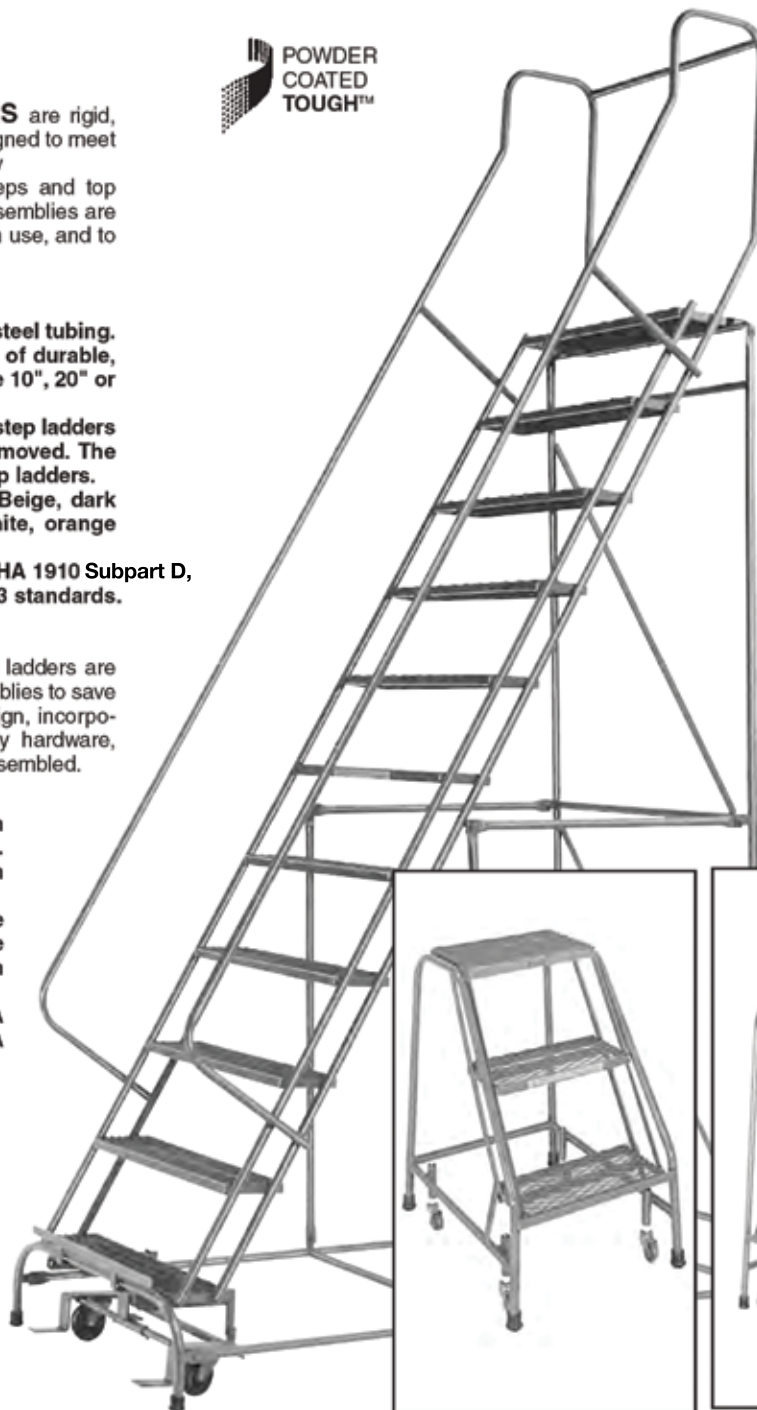 POWDER
COATED
TOUGH™
S are rigid,
gned to meet
y
eps and top
semblies are
n use, and to
steel tubing.
of durable,
e 10", 20" or
step ladders
moved. The
p ladders.
Beige, dark
nite, orange
HA 1910 Subpart D,
3 standards.
ladders are
blies to save
ign, incorpo-
y hardware,
sembled.
n
n
e
e
n
A
A